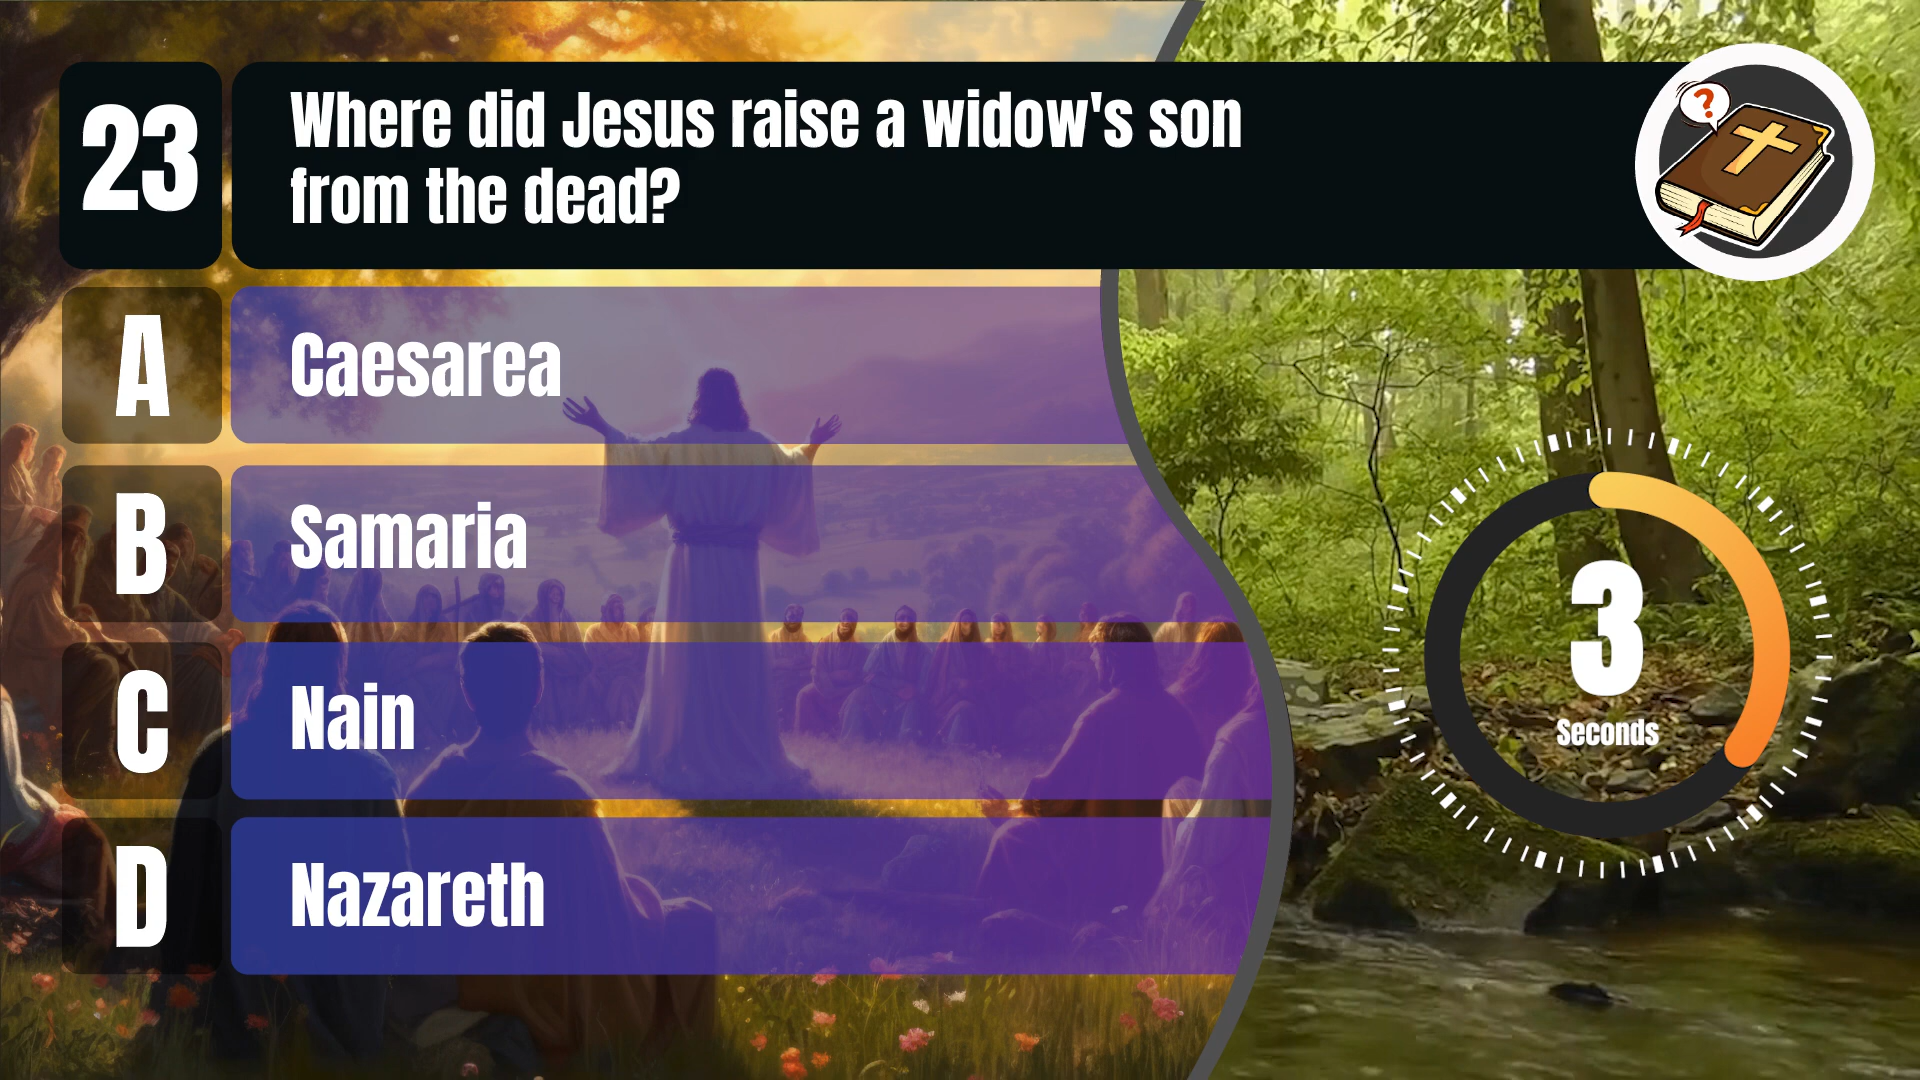 23
Where did Jesus raise a widow's son
from the dead?
?
A
Caesarea
B
Samaria
C
Nain
D
Nazareth
3
Seconds